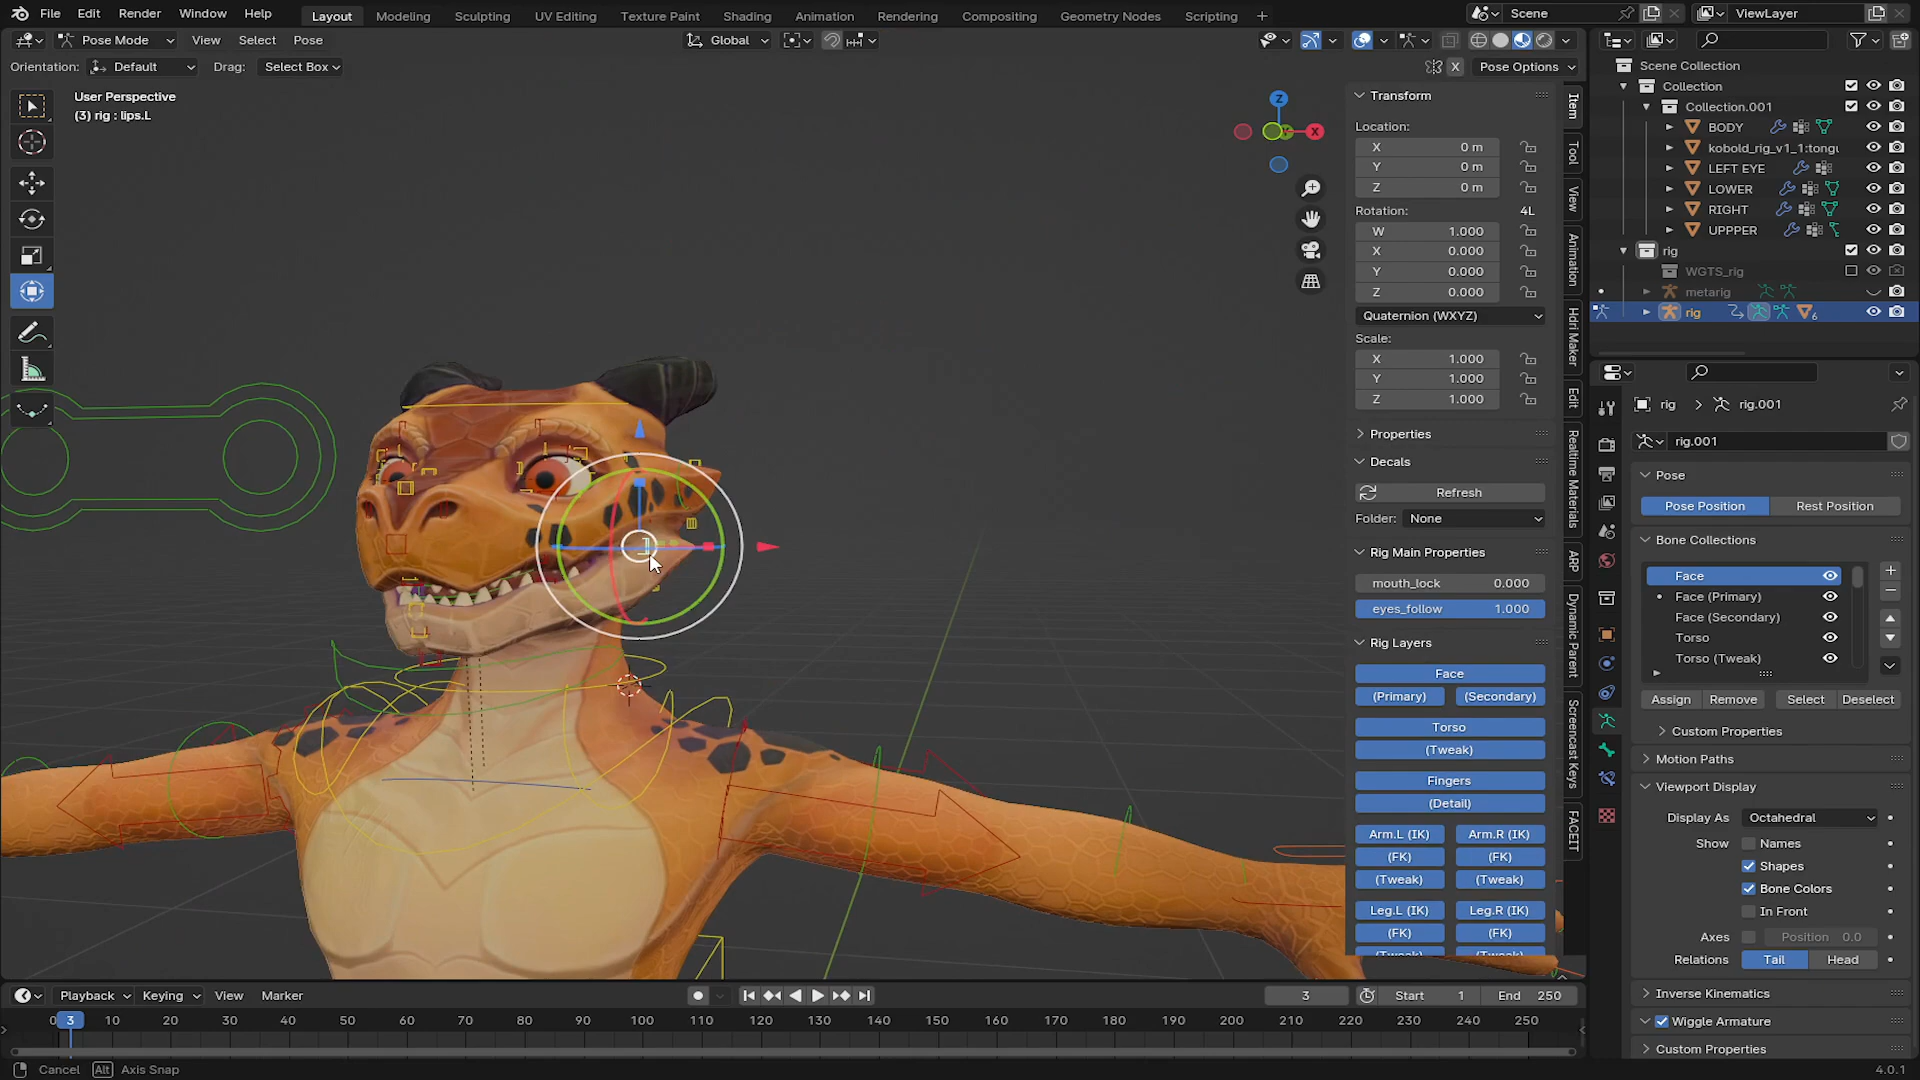 File Edit Render Window Help Layout Modeling Sculpting UV Editing Texture Paint Shading Animation Rendering Compositing Geometry Nodes Scripting + Scene ViewLayer
Pose Mode View Select Pose Global
Orientation: Default Drag: Select Box X Pose Options
User Perspective
(3) rig : lips.L
Z
X
Transform
Location:
X 0 m
Y 0 m
Z 0 m
Rotation: 4L
W 1.000
X 0.000
Y 0.000
Z 0.000
Quaternion (WXYZ)
Scale:
X 1.000
Y 1.000
Z 1.000
Properties
Decals
Refresh
Folder: None
Rig Main Properties
mouth_lock 0.000
eyes_follow 1.000
Rig Layers
Face
(Primary) (Secondary)
Torso
(Tweak)
Fingers
(Detail)
Arm.L (IK) Arm.R (IK)
(FK) (FK)
(Tweak) (Tweak)
Leg.L (IK) Leg.R (IK)
(FK) (FK)
(Tweak) (Tweak)
Item
Tool
View
Animation
Hdri Maker
Edit
Realtime Materials
ARP
Dynamic Parent
Screencast Keys
FACEIT
Scene Collection
Collection
Collection.001
BODY
kobold_rig_v1_1:tongu
LEFT EYE
LOWER
RIGHT
UPPPER
rig
WGTS_rig
metarig
rig 6
rig > rig.001
rig.001
Pose
Pose Position Rest Position
Bone Collections
Face
Face (Primary)
Face (Secondary)
Torso
Torso (Tweak)
Assign Remove Select Deselect
Custom Properties
Motion Paths
Viewport Display
Display As Octahedral
Show Names
Shapes
Bone Colors
In Front
Axes Position 0.0
Relations Tail Head
Inverse Kinematics
Wiggle Armature
Custom Properties
Playback Keying View Marker 3 Start 1 End 250
0 3 10 20 30 40 50 60 70 80 90 100 110 120 130 140 150 160 170 180 190 200 210 220 230 240 250
Cancel Alt Axis Snap 4.0.1